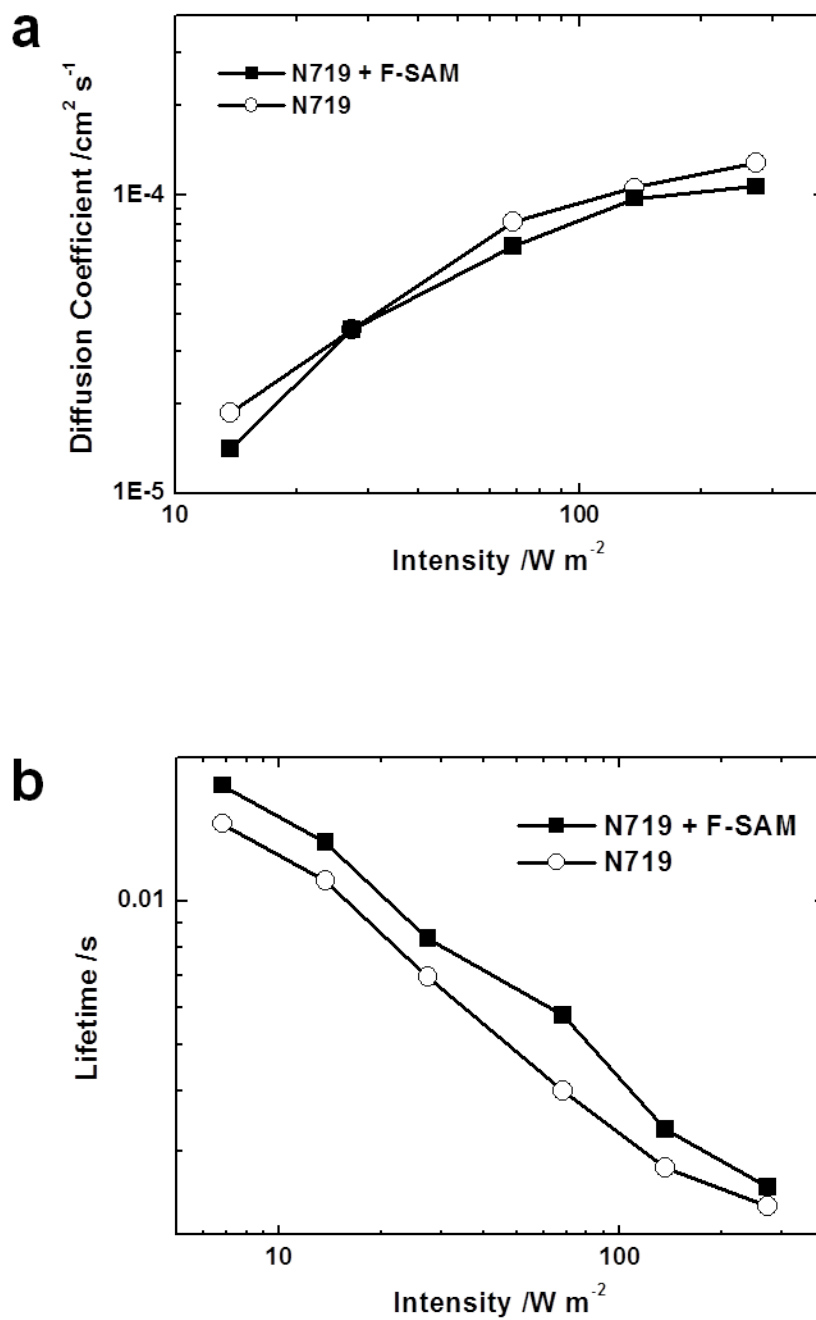 a
N719 + F-SAM
N719
Diffusion Coefficient /cm² s⁻¹
1E-4
1E-5
10
100
Intensity /W m⁻²
b
N719 + F-SAM
N719
Lifetime /s
0.01
10
100
Intensity /W m⁻²